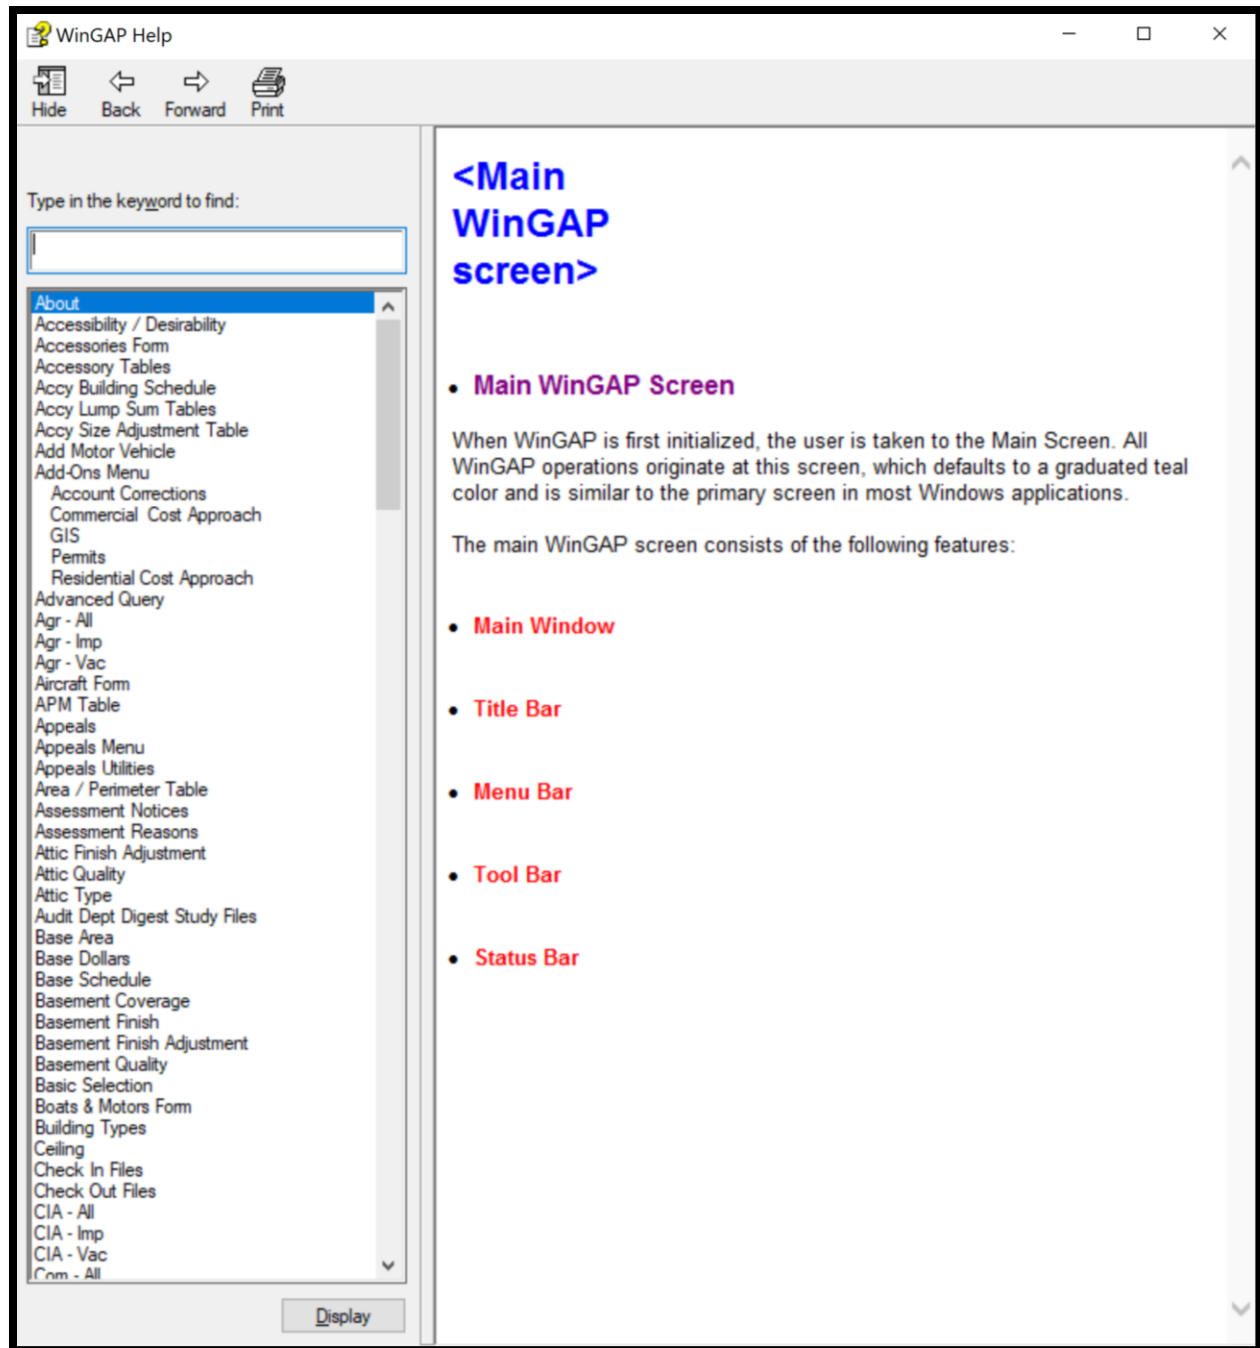 WinGAP Help
Hide Back Forward Print
Type in the keyword to find:
About
Accessibility / Desirability
Accessories Form
Accessory Tables
Accy Building Schedule
Accy Lump Sum Tables
Accy Size Adjustment Table
Add Motor Vehicle
Add-Ons Menu
Account Corrections
Commercial Cost Approach
GIS
Permits
Residential Cost Approach
Advanced Query
Agr - All
Agr - Imp
Agr - Vac
Aircraft Form
APM Table
Appeals
Appeals Menu
Appeals Utilities
Area / Perimeter Table
Assessment Notices
Assessment Reasons
Attic Finish Adjustment
Attic Quality
Attic Type
Audit Dept Digest Study Files
Base Area
Base Dollars
Base Schedule
Basement Coverage
Basement Finish
Basement Finish Adjustment
Basement Quality
Basic Selection
Boats & Motors Form
Building Types
Ceiling
Check In Files
Check Out Files
CIA - All
CIA - Imp
CIA - Vac
Com - All
Display
<Main
WinGAP
screen>
• Main WinGAP Screen
When WinGAP is first initialized, the user is taken to the Main Screen. All
WinGAP operations originate at this screen, which defaults to a graduated teal
color and is similar to the primary screen in most Windows applications.
The main WinGAP screen consists of the following features:
• Main Window
• Title Bar
• Menu Bar
• Tool Bar
• Status Bar